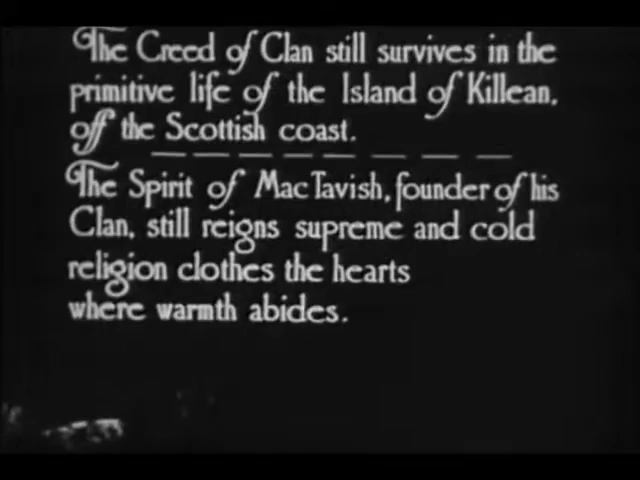 The Creed of Clan still survives in the
primitive life of the Island of Killean,
off the Scottish coast.
The Spirit of MacTavish, founder of his
Clan, still reigns supreme and cold
religion clothes the hearts
where warmth abides.